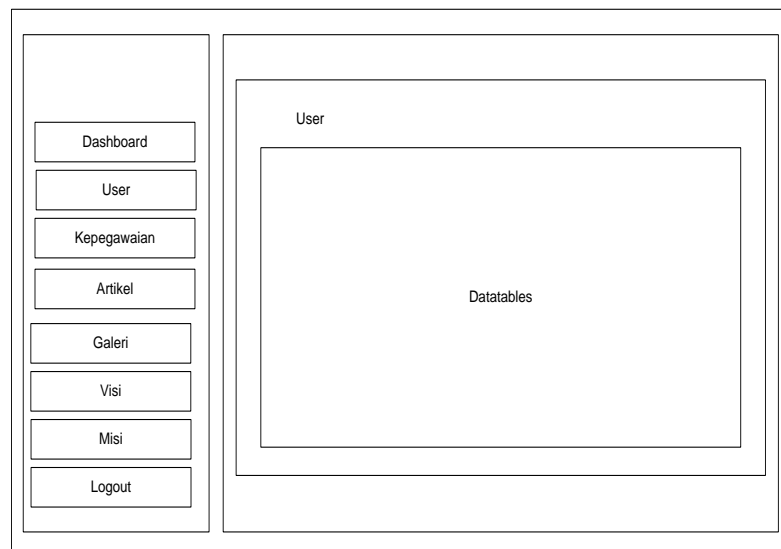 Dashboard
User
Kepegawaian
Artikel
Galeri
Visi
Misi
Logout
User
Datatables